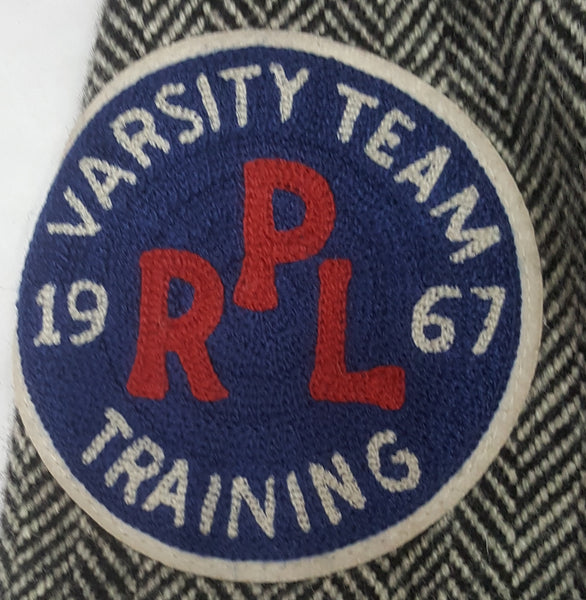 VARSITY TEAM
19 67
RPL
TRAINING